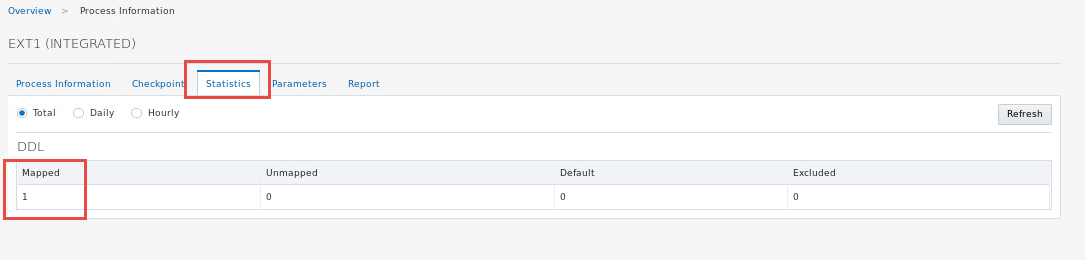 Overview > Process Information
EXT1 (INTEGRATED)
Process Information Checkpoint Statistics Parameters Report
Total Daily Hourly Refresh
DDL
Mapped Unmapped Default Excluded
1 0 0 0